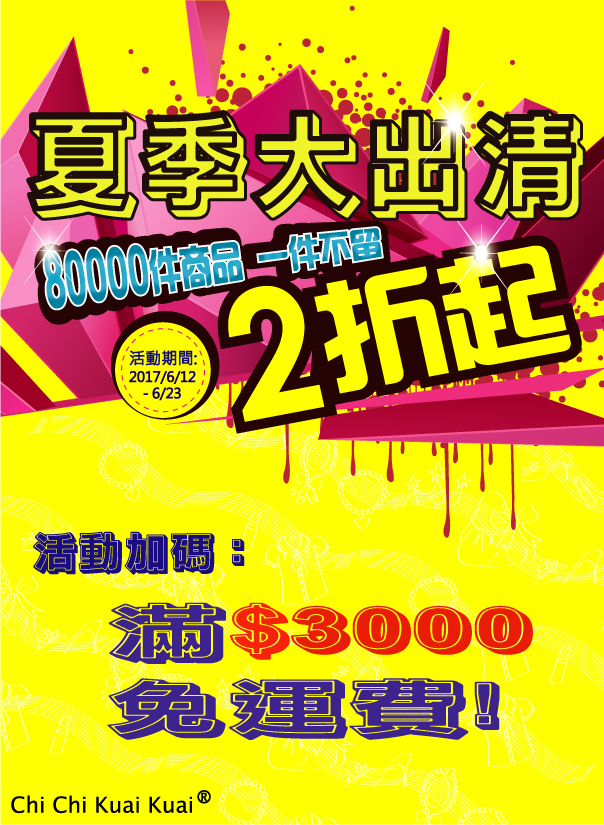 夏季大出清
80000件商品 一件不留
2折起
活動期間:
2017/6/12
- 6/23
活動加碼：
滿$3000
免運費!
Chi Chi Kuai Kuai®